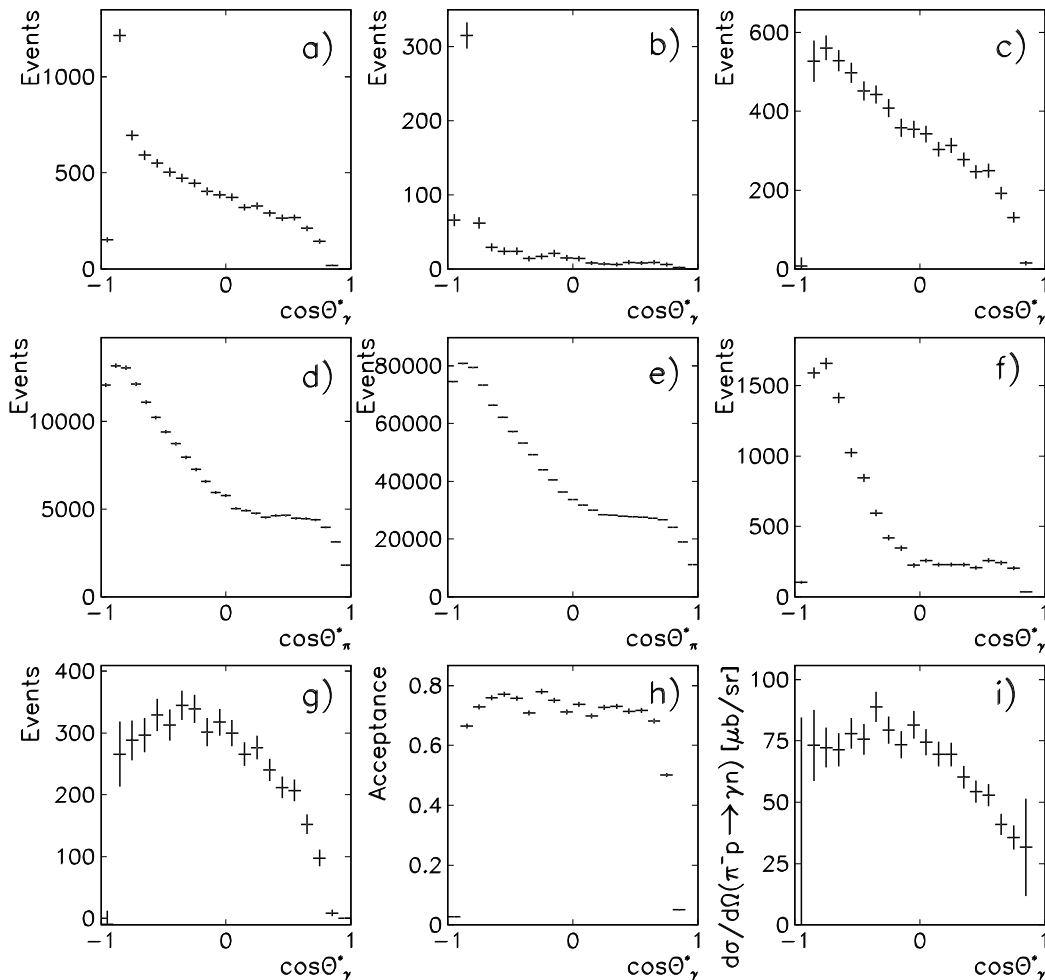 Events
1000
500
0
−1
0
1
cosΘ*γ
a)
Events
300
200
100
0
−1
0
1
cosΘ*γ
b)
Events
600
400
200
0
−1
0
1
cosΘ*γ
c)
Events
10000
5000
0
−1
0
1
cosΘ*π
d)
Events
80000
60000
40000
20000
0
−1
0
1
cosΘ*π
e)
Events
1500
1000
500
0
−1
0
1
cosΘ*γ
f)
Events
400
300
200
100
0
−1
0
1
cosΘ*γ
g)
Acceptance
0.8
0.6
0.4
0.2
0
−1
0
1
cosΘ*γ
h)
dσ/dΩ(π⁻p → γn) [μb/sr]
100
75
50
25
0
−1
0
1
cosΘ*γ
i)